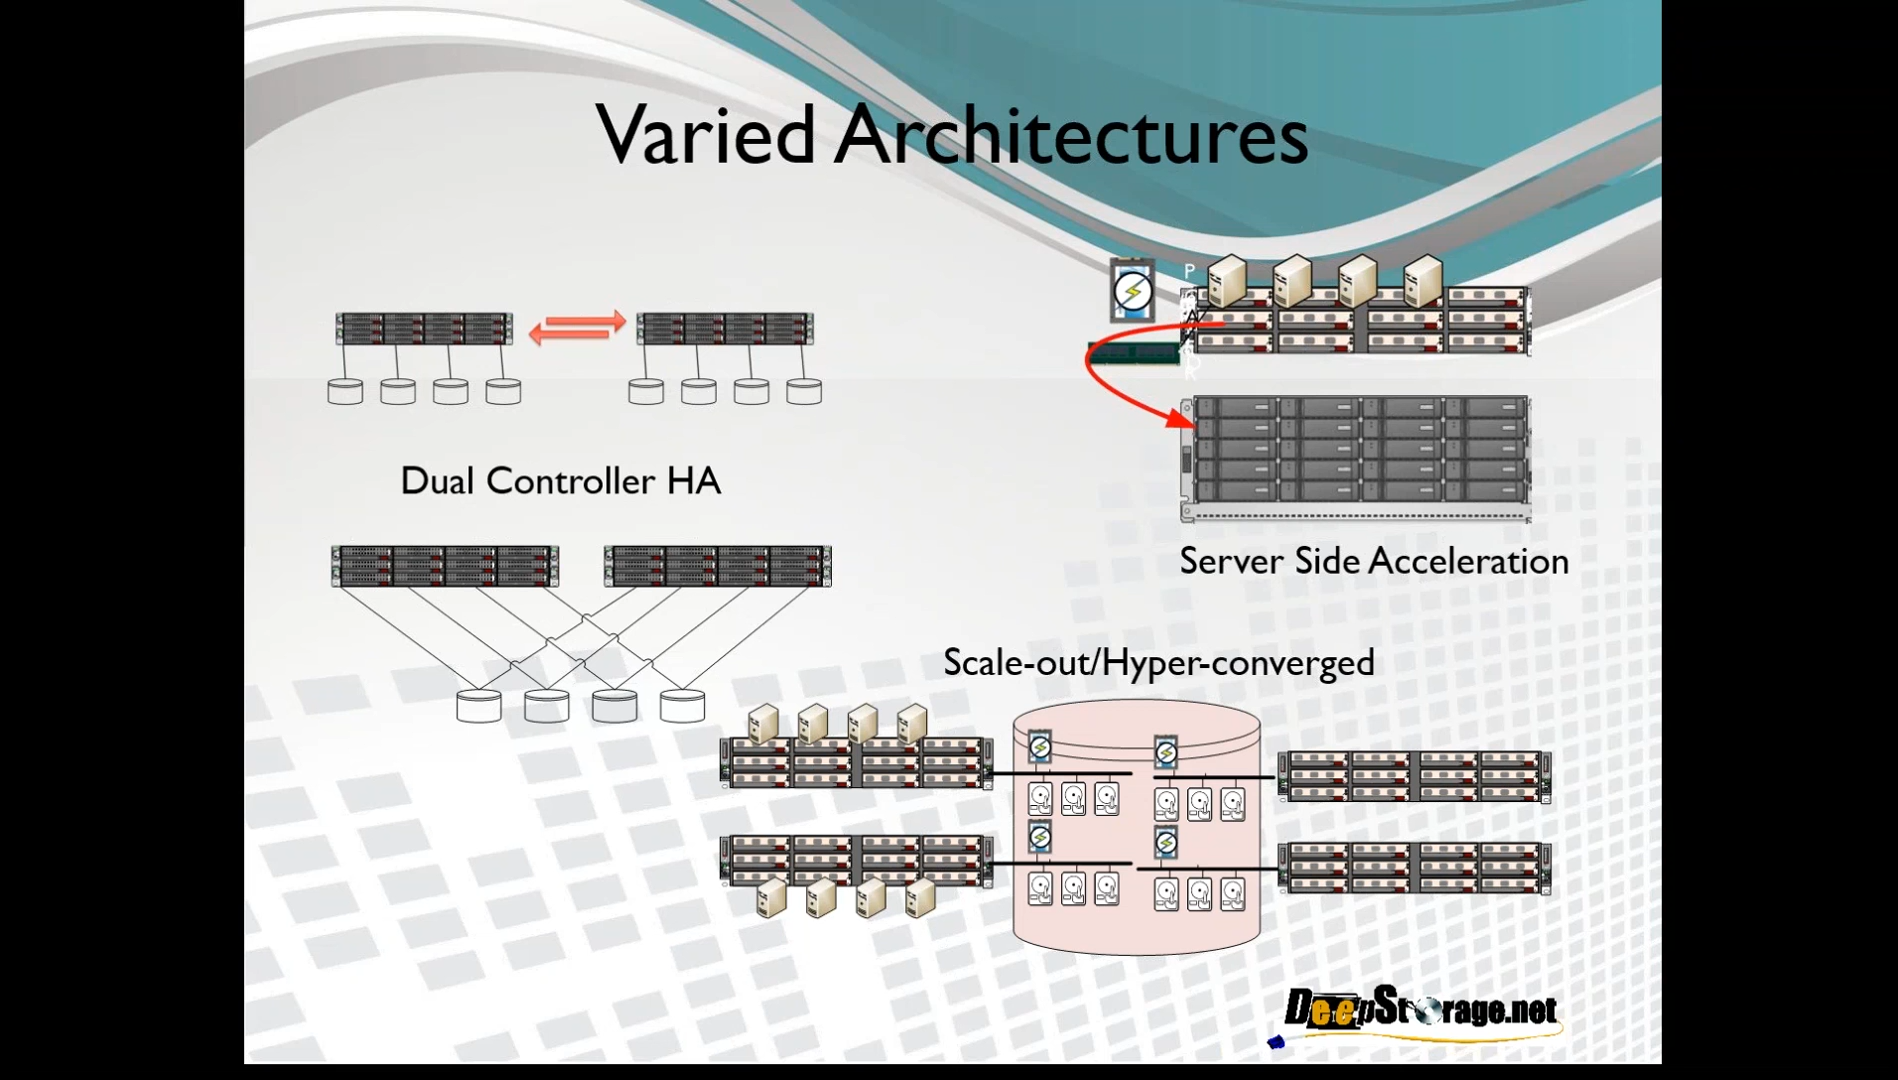 Varied Architectures
Dual Controller HA
Server Side Acceleration
Scale-out/Hyper-converged
DeepStorage.net